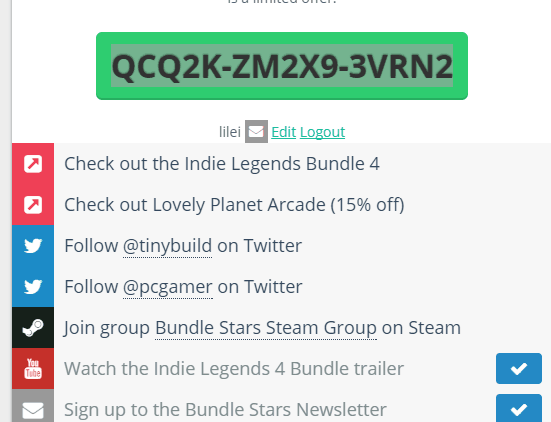 is a limited offer.
QCQ2K-ZM2X9-3VRN2
lilei Edit Logout
Check out the Indie Legends Bundle 4
Check out Lovely Planet Arcade (15% off)
Follow @tinybuild on Twitter
Follow @pcgamer on Twitter
Join group Bundle Stars Steam Group on Steam
You Tube Watch the Indie Legends 4 Bundle trailer
Sign up to the Bundle Stars Newsletter